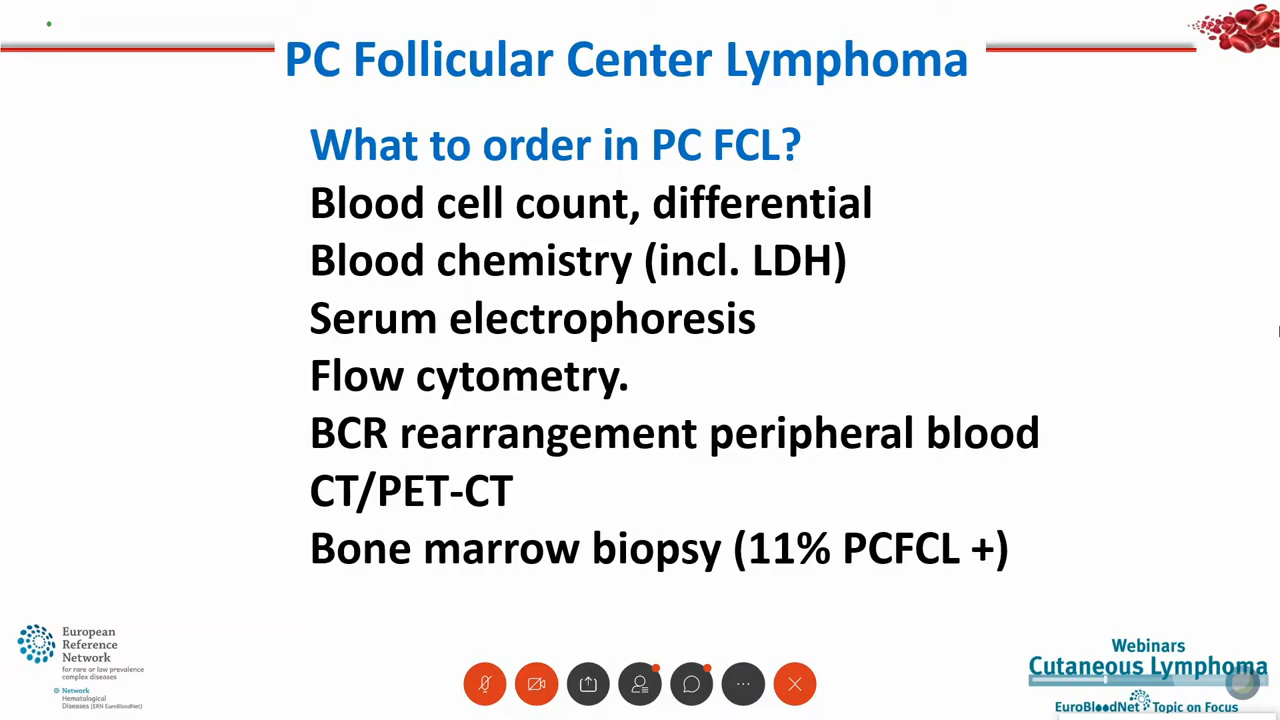 PC Follicular Center Lymphoma
What to order in PC FCL?
Blood cell count, differential
Blood chemistry (incl. LDH)
Serum electrophoresis
Flow cytometry.
BCR rearrangement peripheral blood
CT/PET-CT
Bone marrow biopsy (11% PCFCL +)
European
Reference
Network
for rare or low prevalence
complex diseases
Network
Hematological
Diseases (ERN EuroBloodNet)
Webinars
Cutaneous Lymphoma
EuroBloodNet Topic on Focus